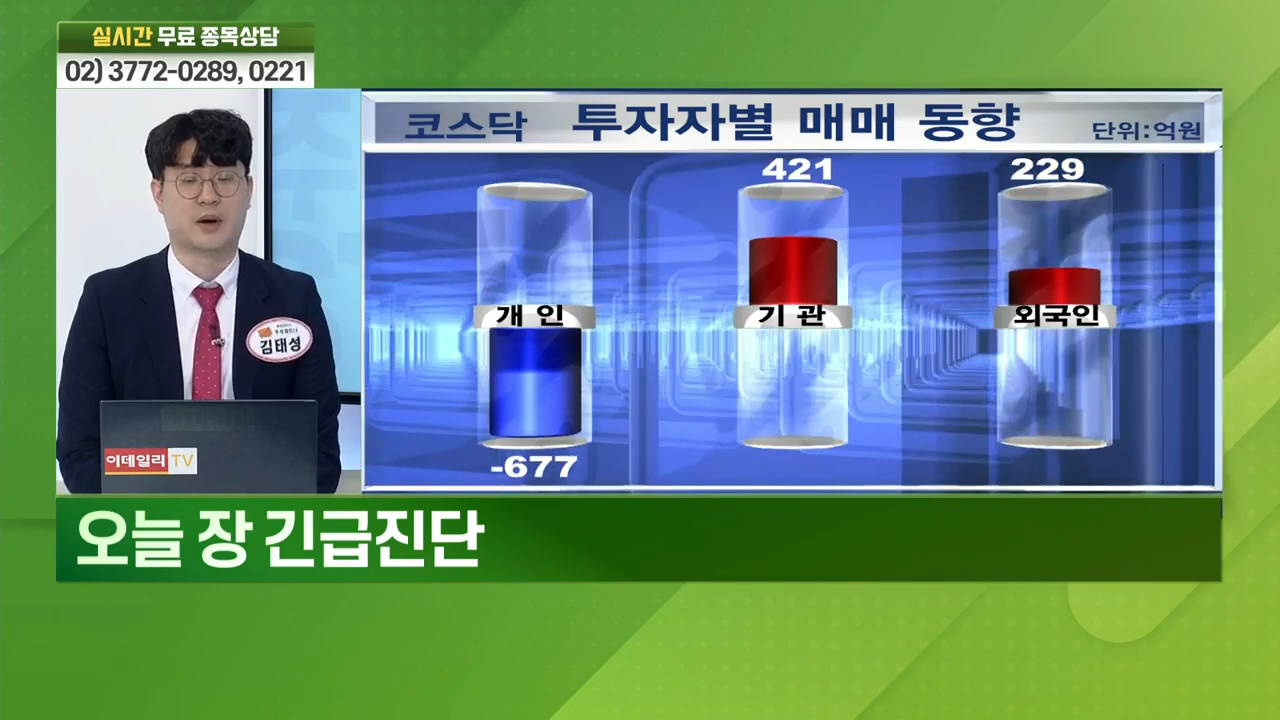 실시간 무료 종목상담
02) 3772-0289, 0221
코스닥 투자자별 매매 동향
단위:억원
421
229
개 인
기 관
외국인
-677
김태성
이데일리 TV
오늘 장 긴급진단